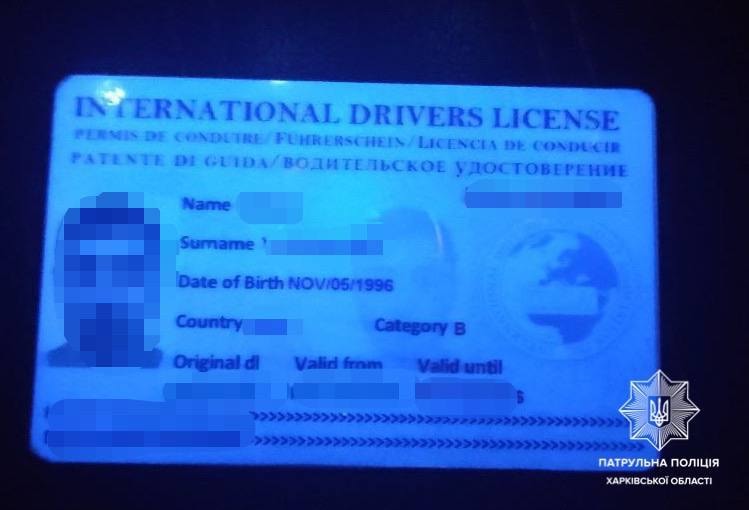 INTERNATIONAL DRIVERS LICENSE
PERMIS DE CONDUIRE/FÜHRERSCHEIN/LICENCIA DE CONDUCIR
PATENTE DI GUIDA/ВОДИТЕЛЬСКОЕ УДОСТОВЕРЕНИЕ
Name
Surname
Date of Birth NOV/05/1996
Country Category B
Original dl Valid from Valid until
ПАТРУЛЬНА ПОЛІЦІЯ
ХАРКІВСЬКОЇ ОБЛАСТІ